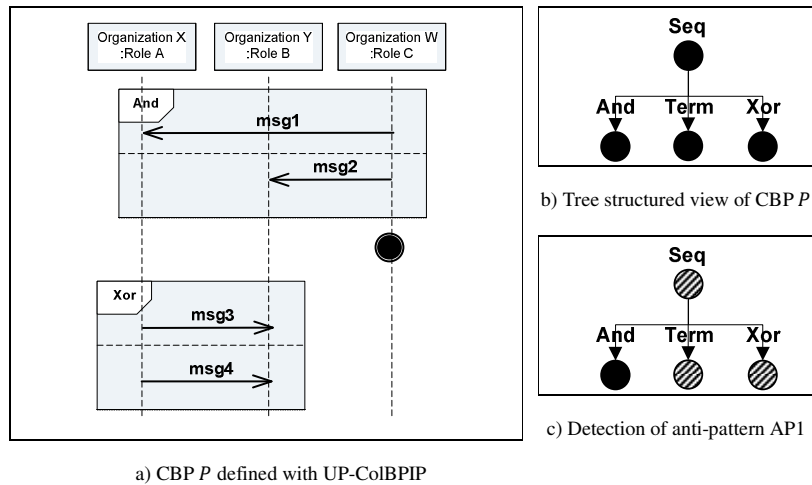 Organization X
:Role A
Organization Y
:Role B
Organization W
:Role C
And
msg1
msg2
Xor
msg3
msg4
a) CBP P defined with UP-ColBPIP
Seq
And Term Xor
b) Tree structured view of CBP P
Seq
And Term Xor
c) Detection of anti-pattern AP1